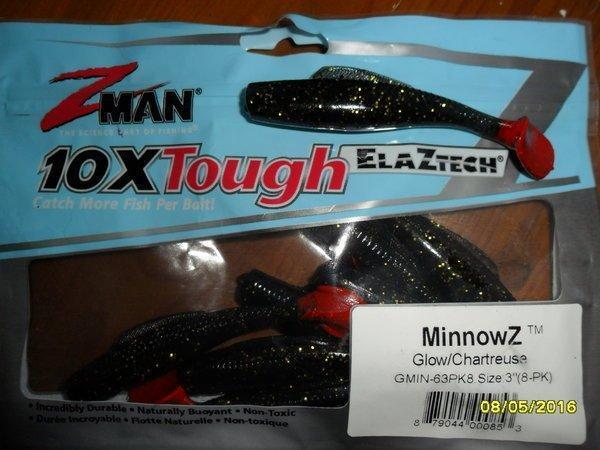 ZMAN®
THE SCIENCE PART OF FISHING®
10XTough ELAZTECH®
Catch More Fish Per Bait!
MinnowZ™
Glow/Chartreuse
GMIN-63PK8 Size 3"(8-PK)
8 79044 00085 3
08/05/2016
• Incredibly Durable • Naturally Buoyant • Non-Toxic
• Durée Incroyable • Flotte Naturelle • Non-toxique